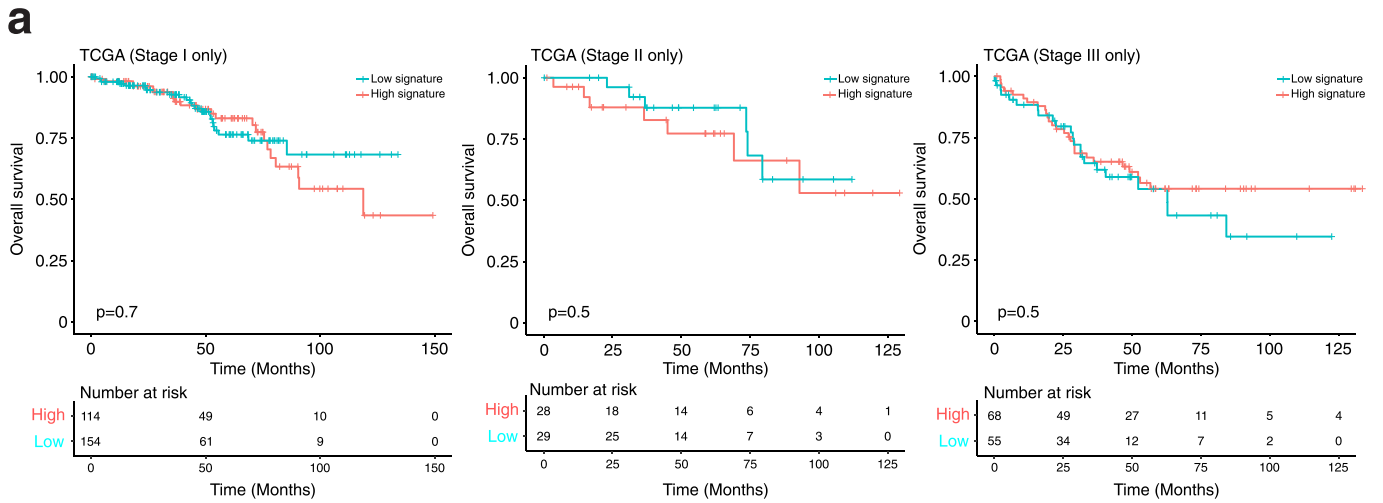 a
TCGA (Stage I only)
Low signature
High signature
1.00
0.75
0.50
0.25
0
Overall survival
p=0.7
0 50 100 150
Time (Months)
Number at risk
High 114 49 10 0
Low 154 61 9 0
0 50 100 150
Time (Months)
TCGA (Stage II only)
Low signature
High signature
1.00
0.75
0.50
0.25
0
Overall survival
p=0.5
0 25 50 75 100 125
Time (Months)
Number at risk
High 28 18 14 6 4 1
Low 29 25 14 7 3 0
0 25 50 75 100 125
Time (Months)
TCGA (Stage III only)
Low signature
High signature
1.00
0.75
0.50
0.25
0
Overall survival
p=0.5
0 25 50 75 100 125
Time (Months)
Number at risk
High 68 49 27 11 5 4
Low 55 34 12 7 2 0
0 25 50 75 100 125
Time (Months)